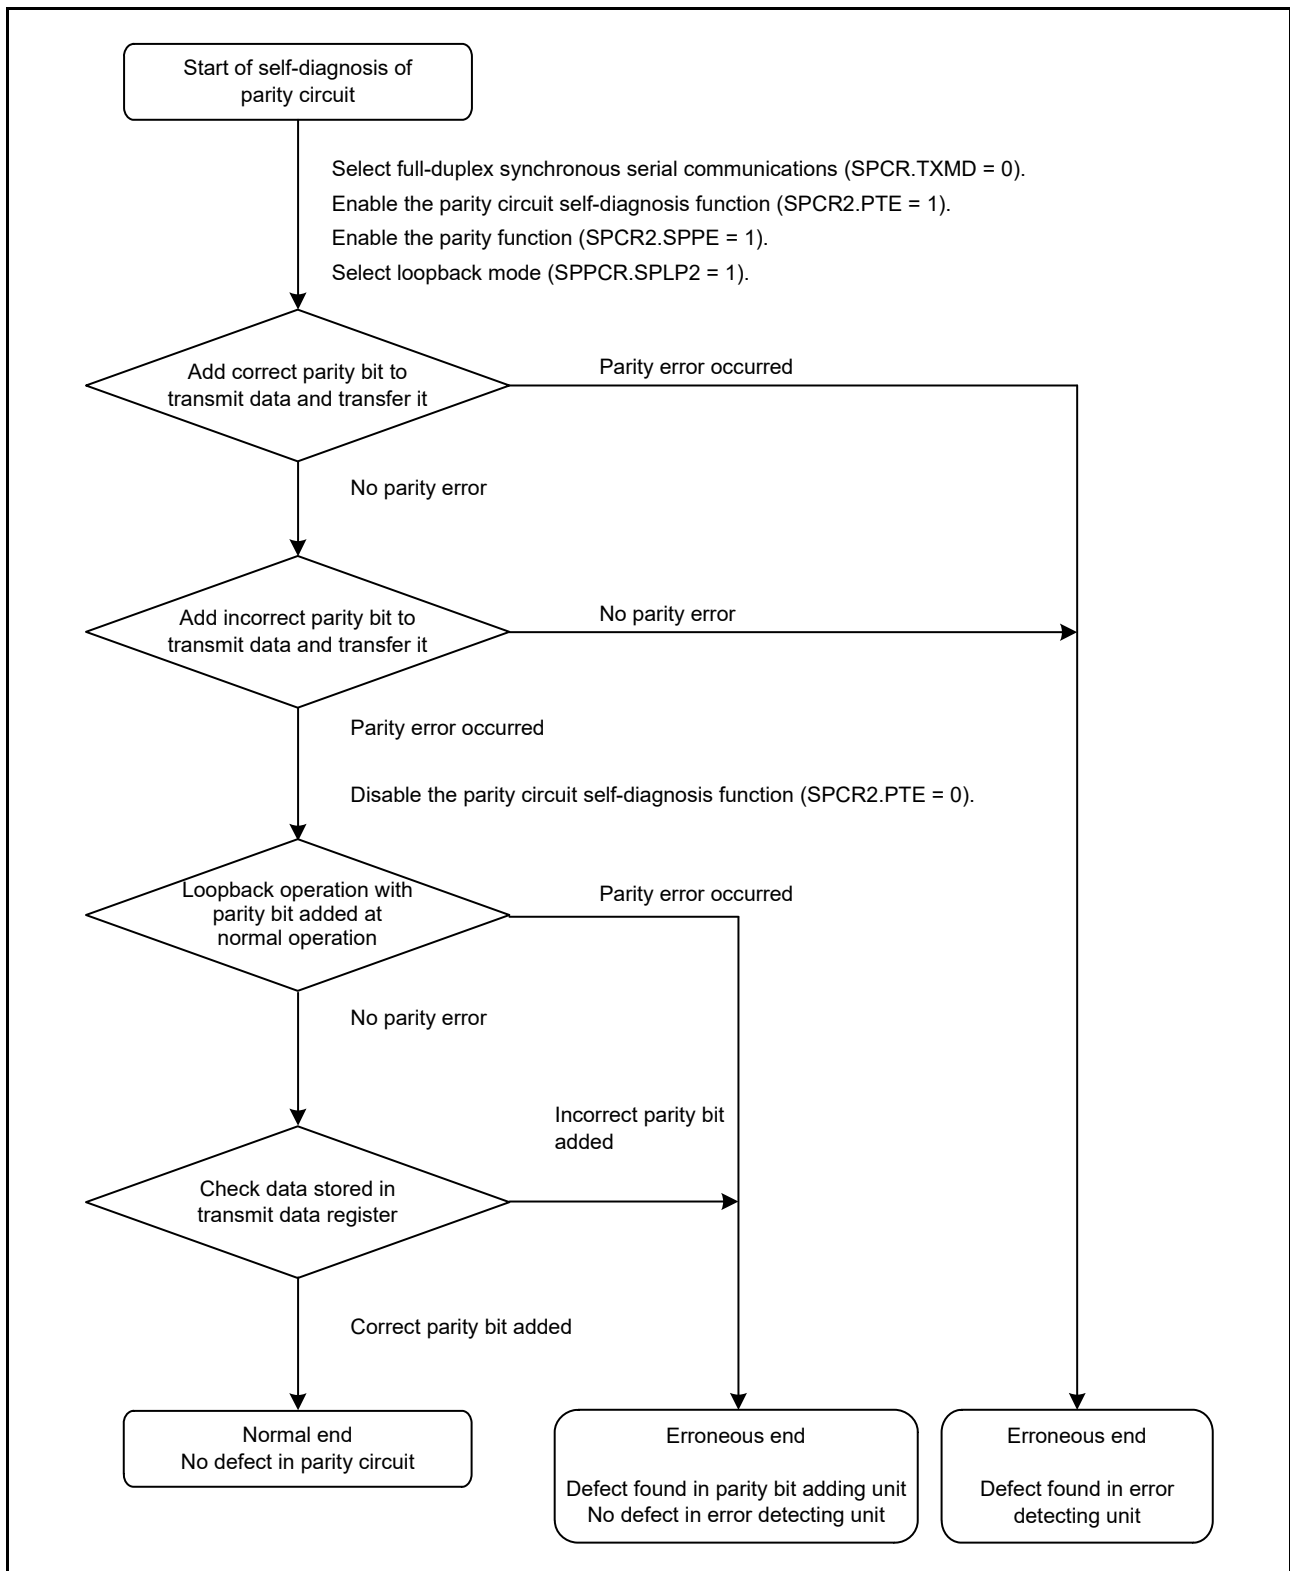 Start of self-diagnosis of
parity circuit
Select full-duplex synchronous serial communications (SPCR.TXMD = 0).
Enable the parity circuit self-diagnosis function (SPCR2.PTE = 1).
Enable the parity function (SPCR2.SPPE = 1).
Select loopback mode (SPPCR.SPLP2 = 1).
Add correct parity bit to
transmit data and transfer it
Parity error occurred
No parity error
Add incorrect parity bit to
transmit data and transfer it
No parity error
Parity error occurred
Disable the parity circuit self-diagnosis function (SPCR2.PTE = 0).
Loopback operation with
parity bit added at
normal operation
Parity error occurred
No parity error
Incorrect parity bit
added
Check data stored in
transmit data register
Correct parity bit added
Normal end
No defect in parity circuit
Erroneous end
Defect found in parity bit adding unit
No defect in error detecting unit
Erroneous end
Defect found in error
detecting unit